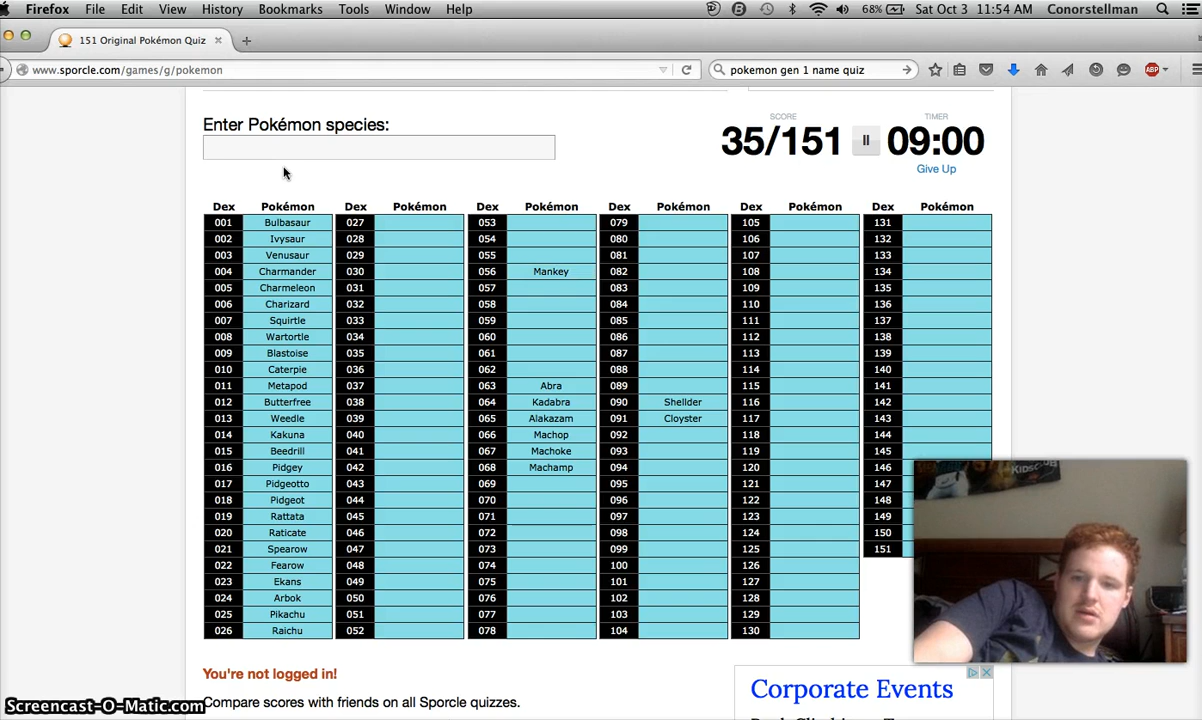 Firefox File Edit View History Bookmarks Tools Window Help 68% Sat Oct 3 11:54 AM Conorstellman
151 Original Pokémon Quiz
www.sporcle.com/games/g/pokemon pokemon gen 1 name quiz ABP
Enter Pokémon species:
SCORE TIMER
35/151 09:00
Give Up
Dex Pokémon Dex Pokémon Dex Pokémon Dex Pokémon Dex Pokémon Dex Pokémon
001 Bulbasaur 027 053 079 105 131
002 Ivysaur 028 054 080 106 132
003 Venusaur 029 055 081 107 133
004 Charmander 030 056 Mankey 082 108 134
005 Charmeleon 031 057 083 109 135
006 Charizard 032 058 084 110 136
007 Squirtle 033 059 085 111 137
008 Wartortle 034 060 086 112 138
009 Blastoise 035 061 087 113 139
010 Caterpie 036 062 088 114 140
011 Metapod 037 063 Abra 089 115 141
012 Butterfree 038 064 Kadabra 090 Shellder 116 142
013 Weedle 039 065 Alakazam 091 Cloyster 117 143
014 Kakuna 040 066 Machop 092 118 144
015 Beedrill 041 067 Machoke 093 119 145
016 Pidgey 042 068 Machamp 094 120 146
017 Pidgeotto 043 069 095 121 147
018 Pidgeot 044 070 096 122 148
019 Rattata 045 071 097 123 149
020 Raticate 046 072 098 124 150
021 Spearow 047 073 099 125 151
022 Fearow 048 074 100 126
023 Ekans 049 075 101 127
024 Arbok 050 076 102 128
025 Pikachu 051 077 103 129
026 Raichu 052 078 104 130
You're not logged in!
Compare scores with friends on all Sporcle quizzes.
Corporate Events
Screencast-O-Matic.com
KIDSCLUB